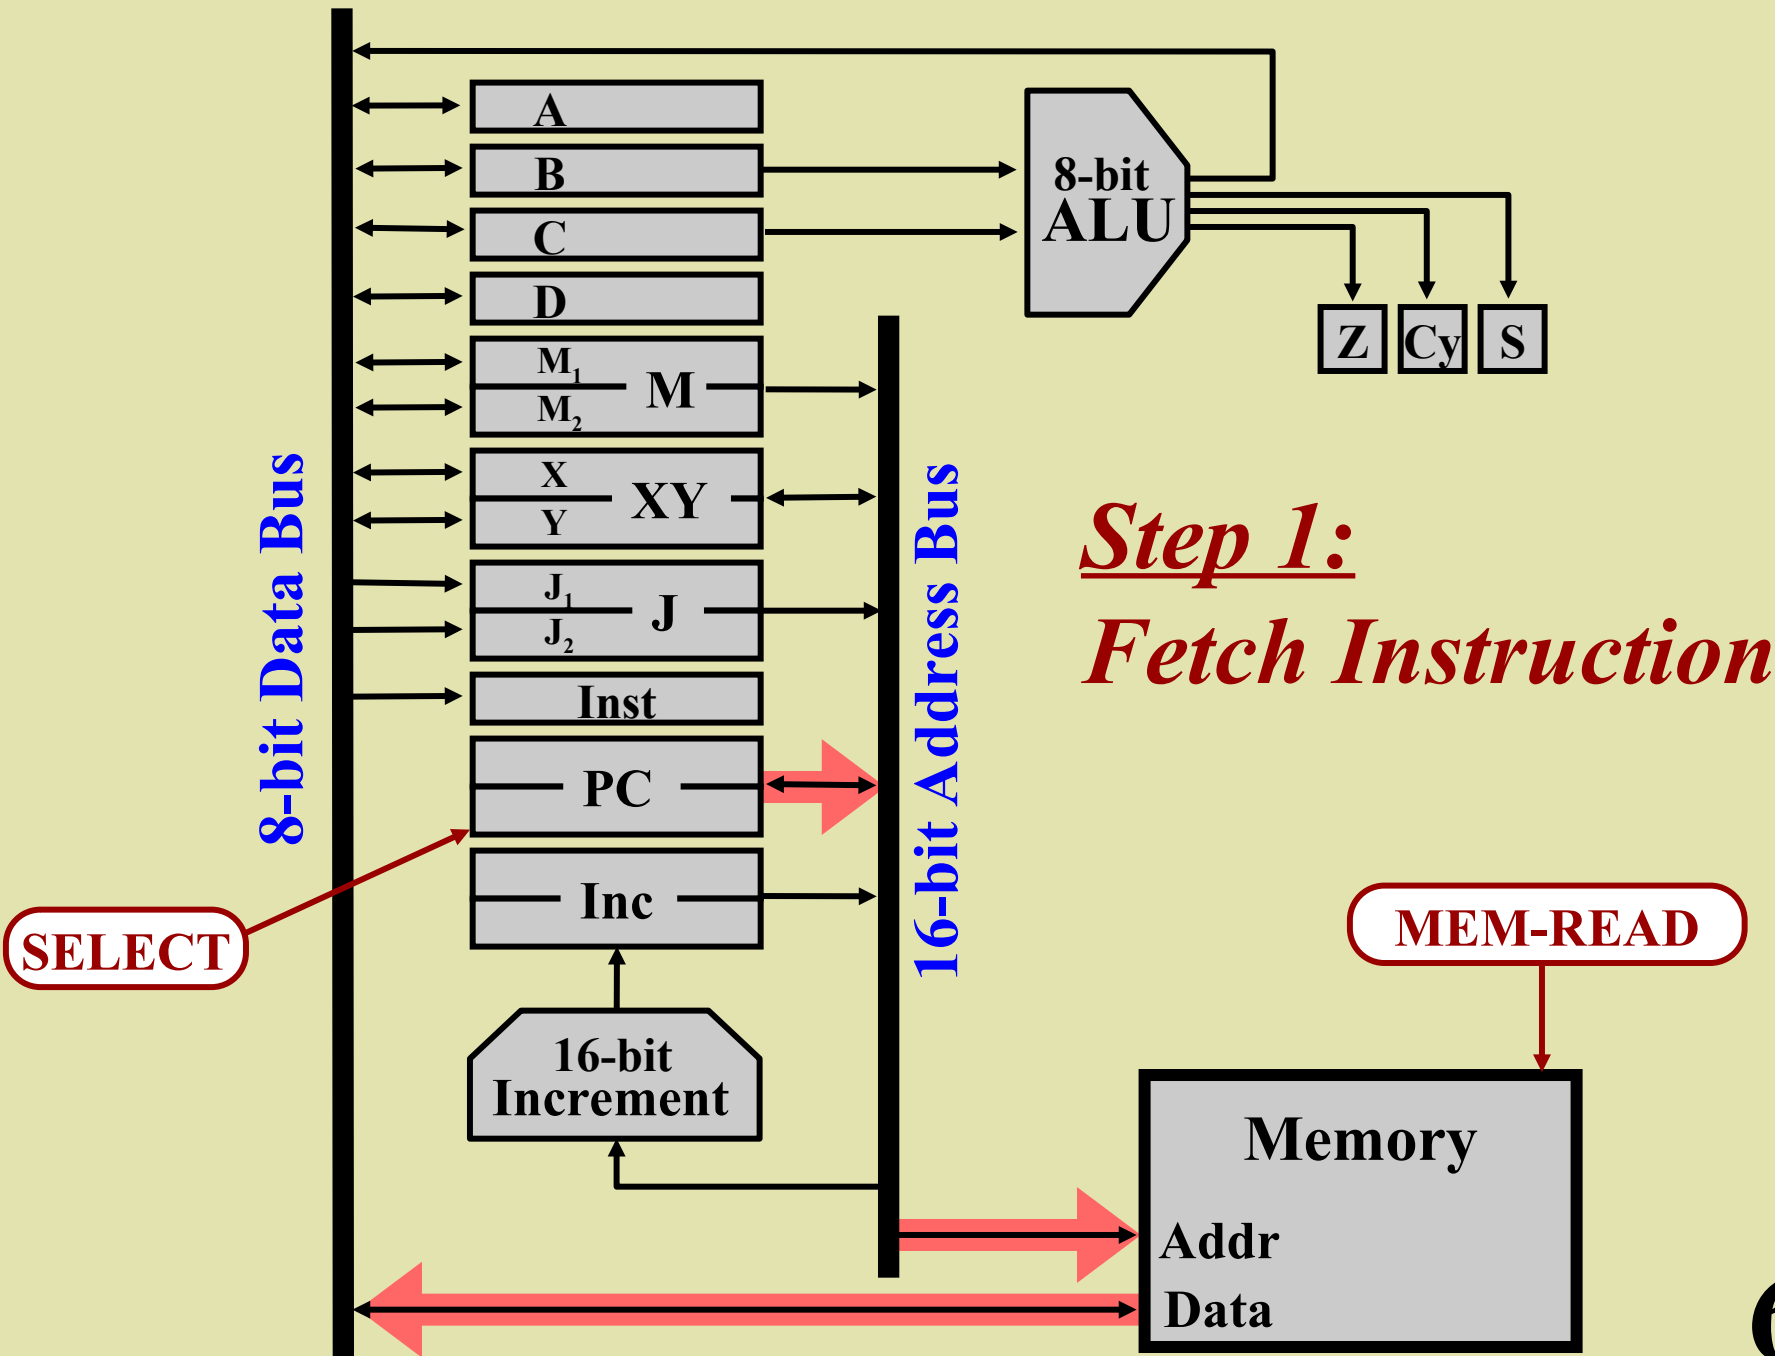 A
B
C
D
M1
M
M2
X
XY
Y
J1
J
J2
Inst
PC
Inc
16-bit
Increment
8-bit
ALU
Z
Cy
S
8-bit Data Bus
16-bit Address Bus
Step 1:
Fetch Instruction
SELECT
MEM-READ
Memory
Addr
Data